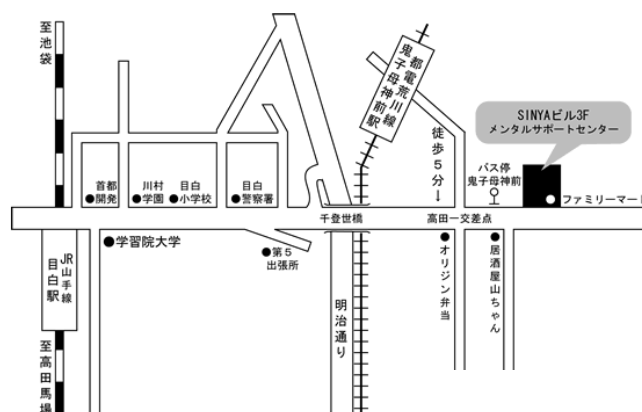 至池袋
都電荒川線
鬼子母神前駅
SINYAビル3F
メンタルサポートセンター
徒歩5分↓
バス停
鬼子母神前
首都
●開発
川村
●学園
目白
●小学校
目白
●警察署
ファミリーマート
千登世橋
高田一交差点
●学習院大学
●第5
出張所
JR山手線
目白駅
明治通り
●オリジン弁当
●居酒屋山ちゃん
至高田馬場